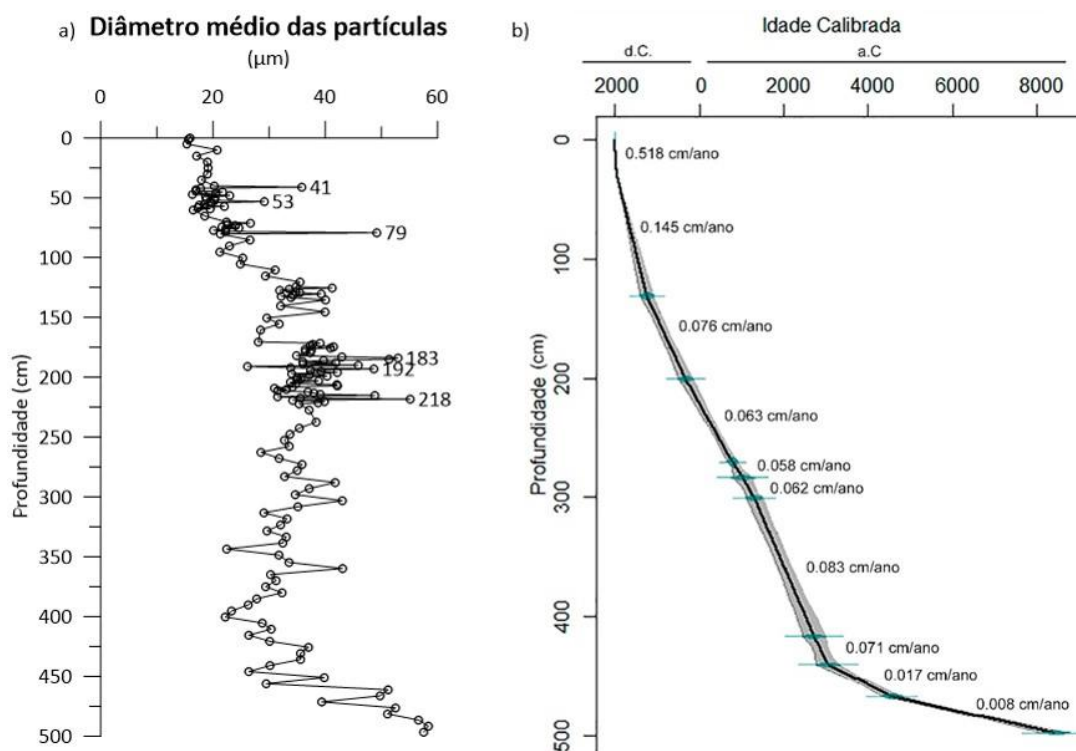 a) Diâmetro médio das partículas
(µm)
0 20 40 60
Profundidade (cm)
0
50
100
150
200
250
300
350
400
450
500
41
53
79
183
192
218
b) Idade Calibrada
d.C. a.C
2000 0 2000 4000 6000 8000
Profundidade (cm)
0
100
200
300
400
500
0.518 cm/ano
0.145 cm/ano
0.076 cm/ano
0.063 cm/ano
0.058 cm/ano
0.062 cm/ano
0.083 cm/ano
0.071 cm/ano
0.017 cm/ano
0.008 cm/ano